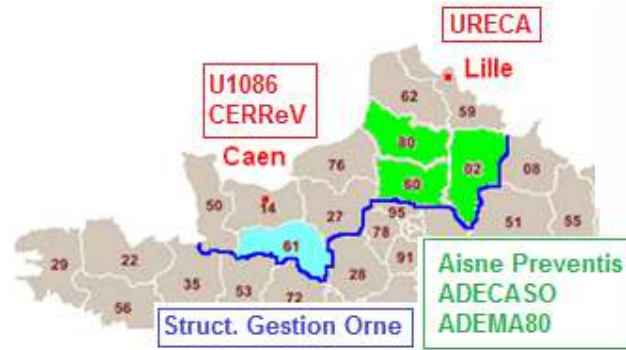 URECA
Lille
U1086
CERReV
Caen
62
59
80
02
08
76
60
50
14
27
95
51
55
78
61
29
22
35
53
72
28
91
56
Aisne Preventis
ADECASO
ADEMA80
Struct. Gestion Orne